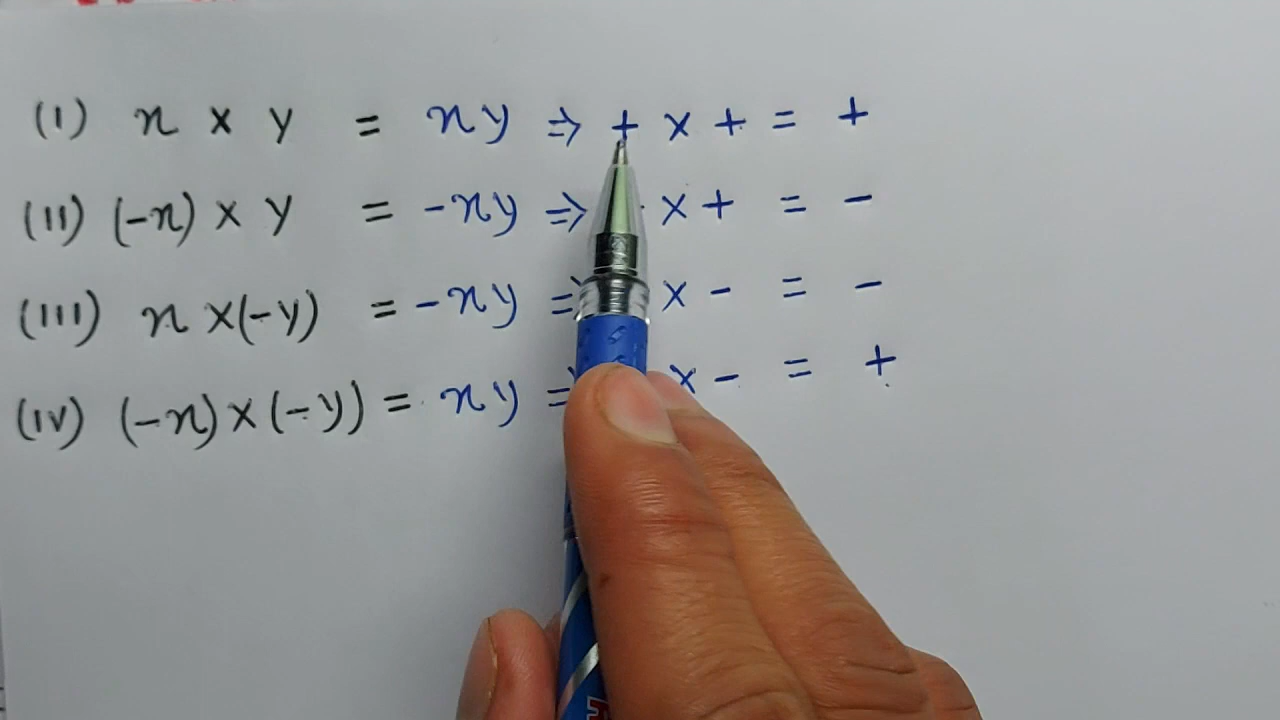 (I) x × y = xy ⇒ + × + = +
(II) (-x) × y = -xy ⇒ - × + = -
(III) x × (-y) = -xy ⇒ × - = -
(IV) (-x) × (-y) = xy ⇒ × - = +